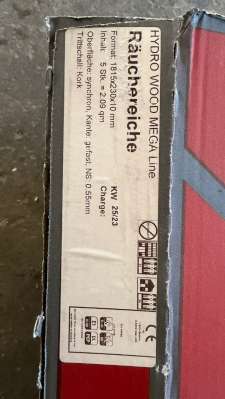 HYDRO WOOD MEGA Line
Räuchereiche
Format: 1815x230x10 mm
Inhalt: 5 Stk. = 2.09 qm
KW 25/23
Charge:
Oberfläche: synchron, Kante: gefast, NS: 0.55mm
Trittschall: Kork
CE